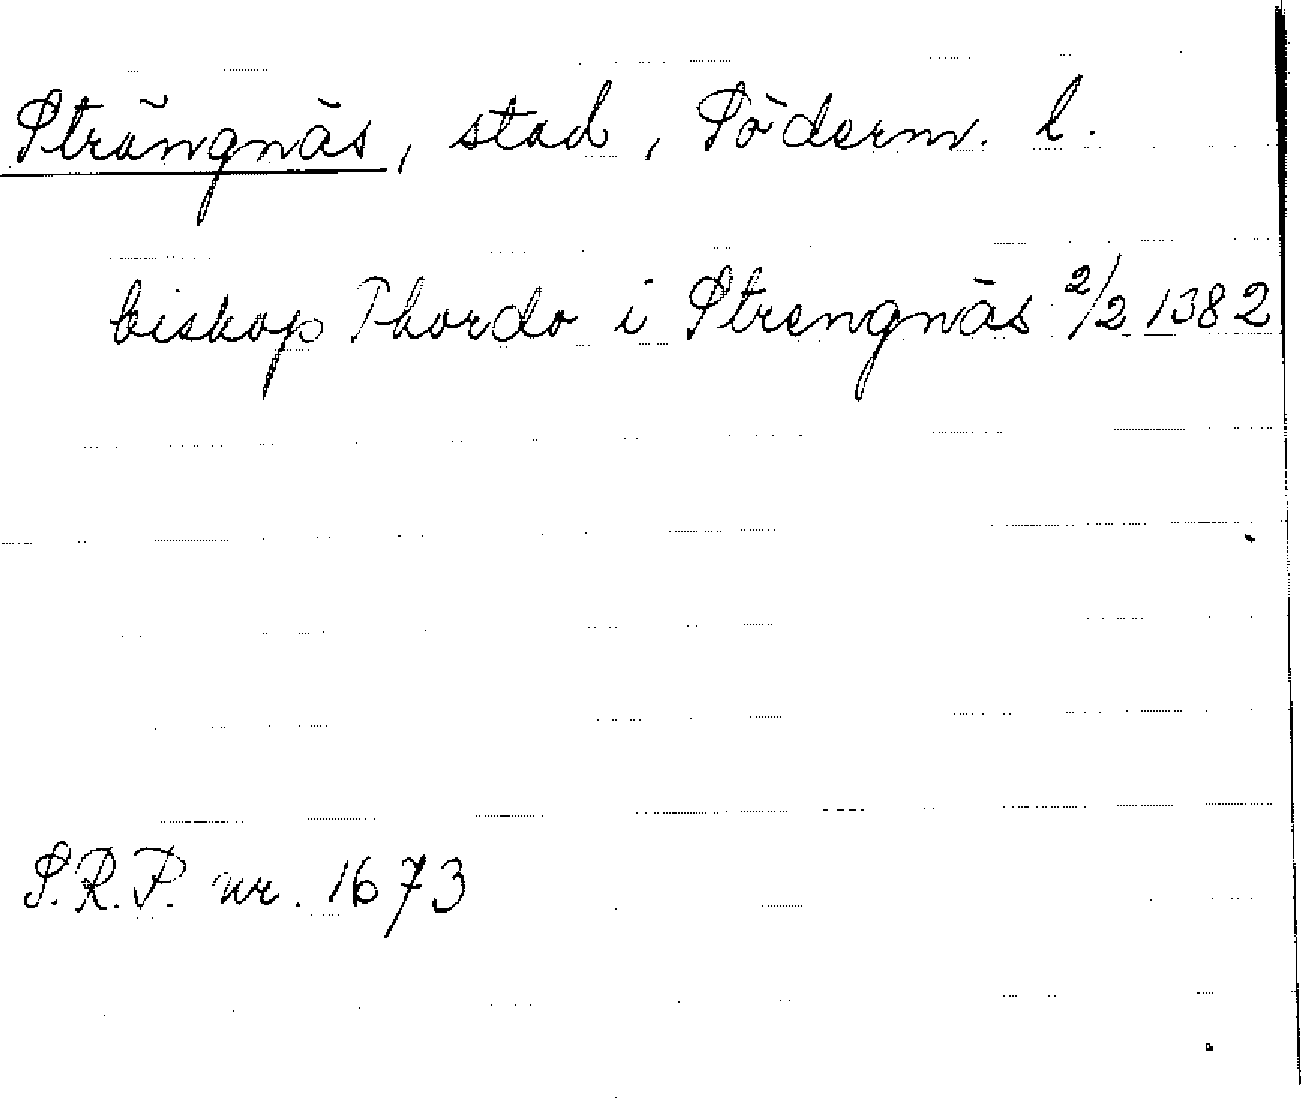 Strängnäs, stad, Söderm. l.
biskop Thordo i Strengnäs 2/2 1382
S.R.P. nr. 1673